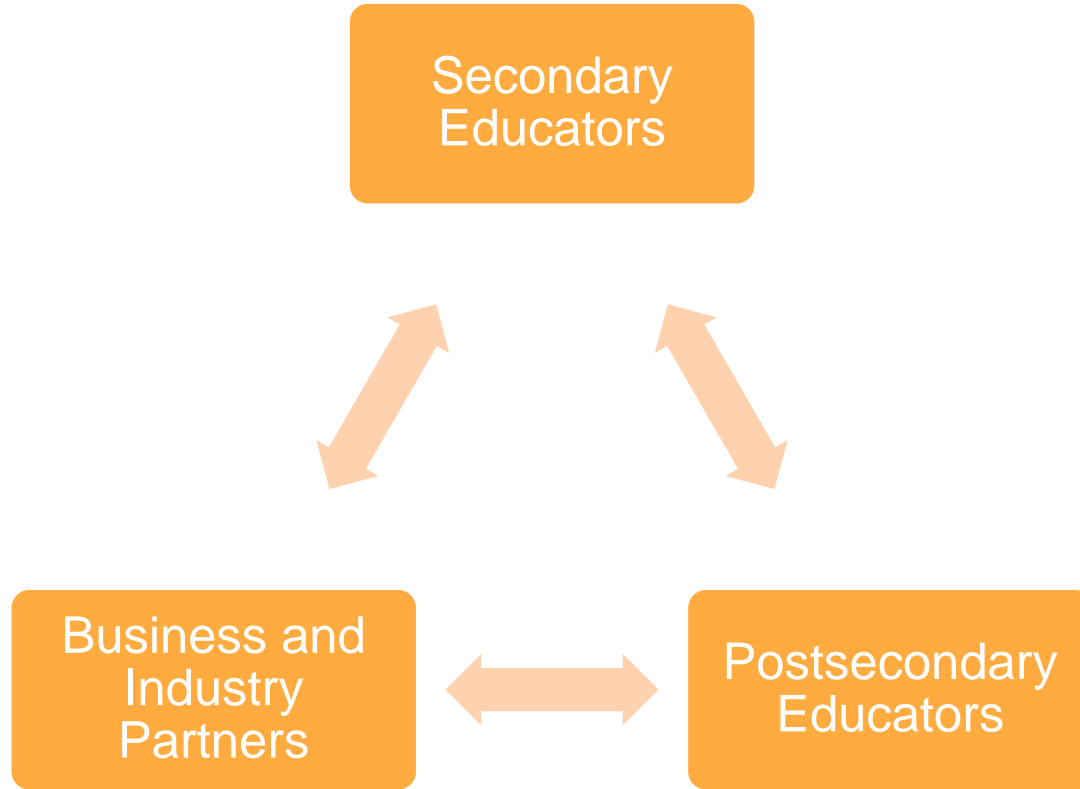 Secondary
Educators
Business and
Industry
Partners
Postsecondary
Educators